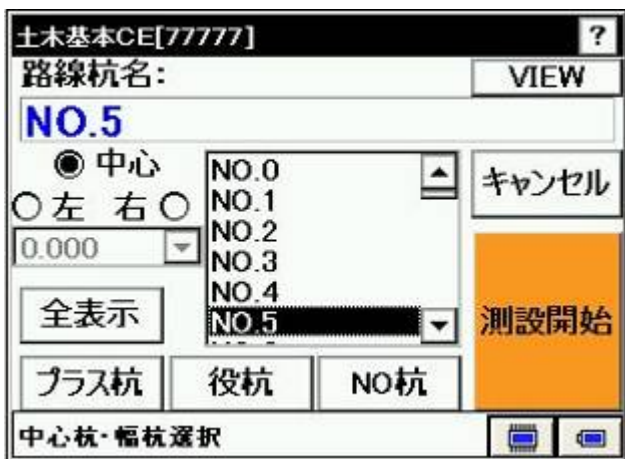 土木基本CE[77777]
?
路線杭名:
VIEW
NO.5
中心
左 右
0.000
全表示
NO.0
NO.1
NO.2
NO.3
NO.4
NO.5
キャンセル
測設開始
プラス杭
役杭
NO杭
中心杭・幅杭選択